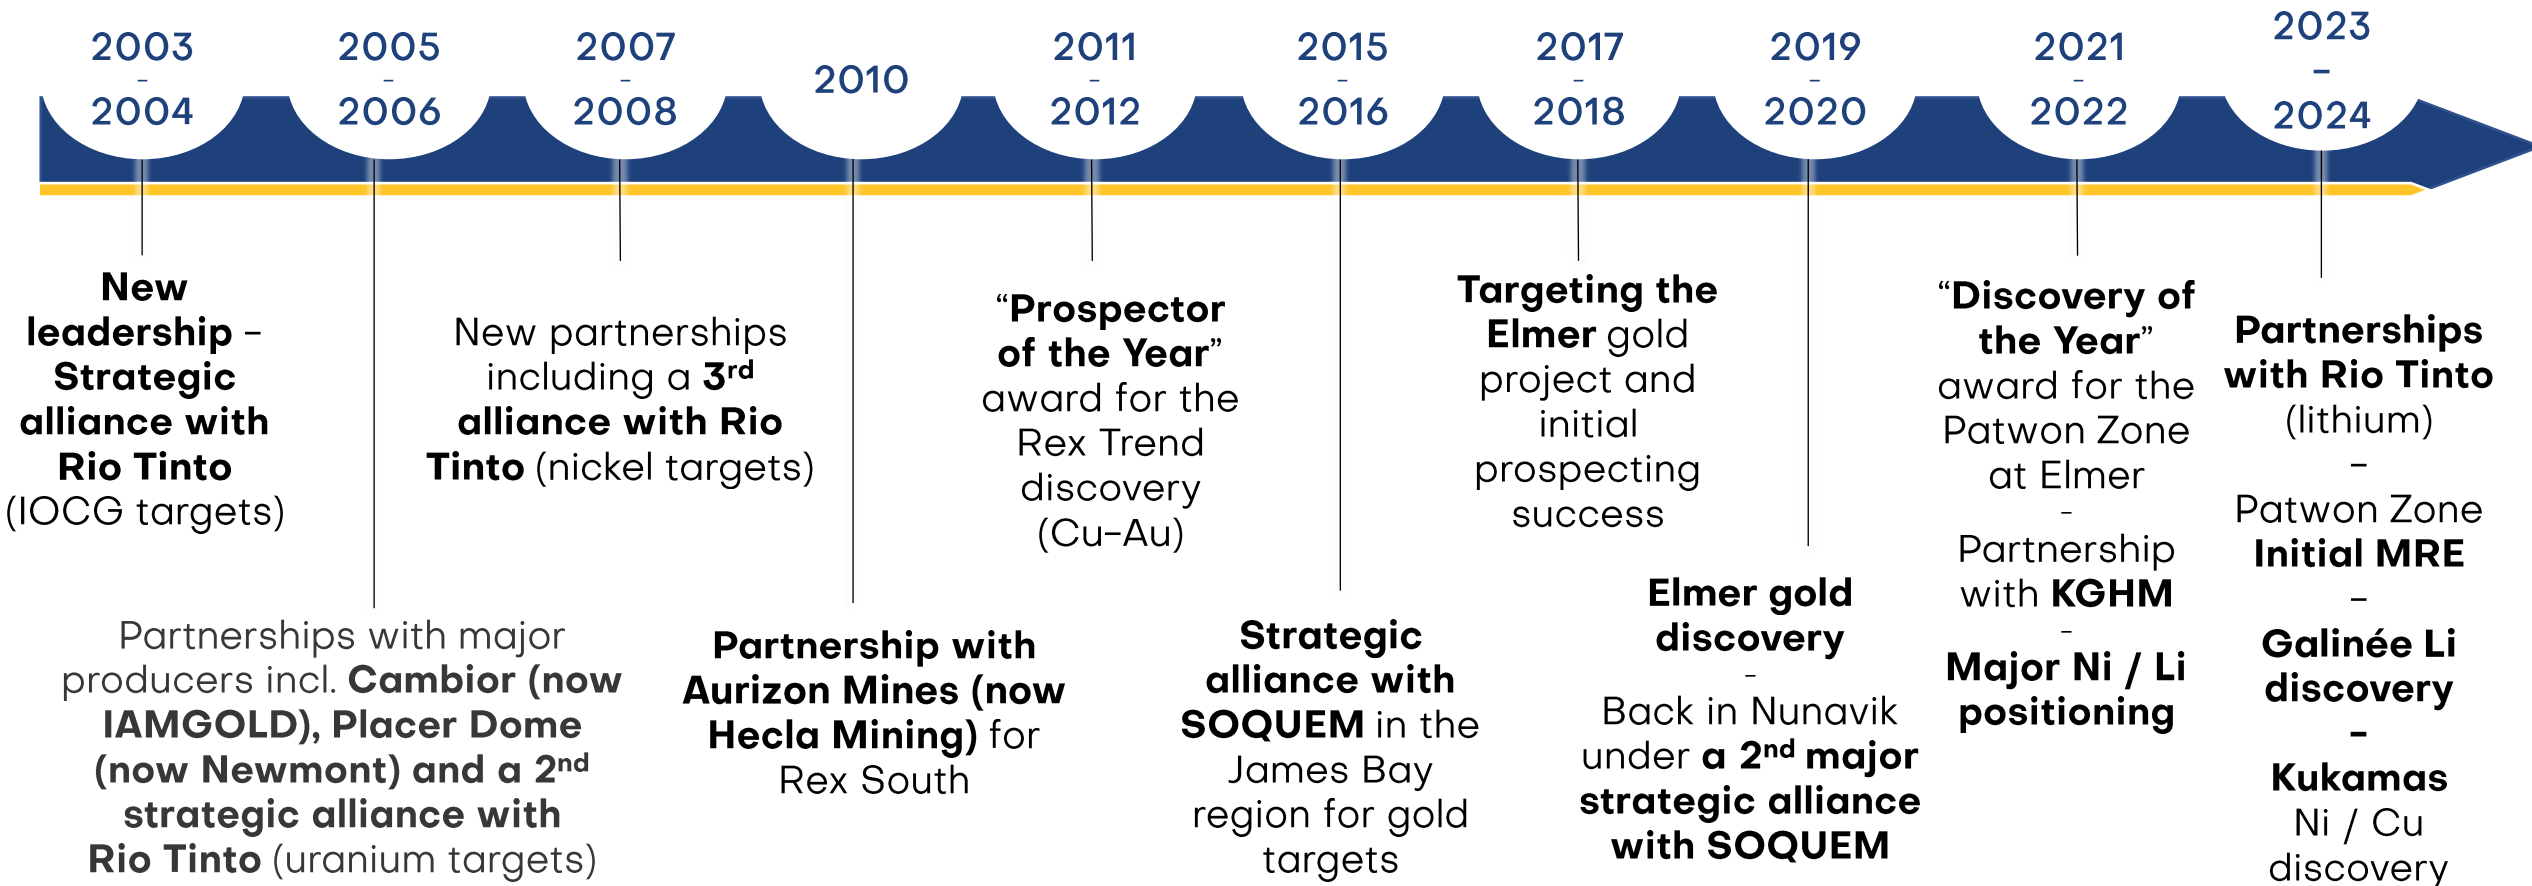 2003
–
2004
2005
–
2006
2007
–
2008
2010
2011
–
2012
2015
–
2016
2017
–
2018
2019
–
2020
2021
–
2022
2023
–
2024
New
leadership –
Strategic
alliance with
Rio Tinto
(IOCG targets)
Partnerships with major
producers incl. Cambior (now
IAMGOLD), Placer Dome
(now Newmont) and a 2nd
strategic alliance with
Rio Tinto (uranium targets)
New partnerships
including a 3rd
alliance with Rio
Tinto (nickel targets)
Partnership with
Aurizon Mines (now
Hecla Mining) for
Rex South
“Prospector
of the Year”
award for the
Rex Trend
discovery
(Cu–Au)
Strategic
alliance with
SOQUEM in the
James Bay
region for gold
targets
Targeting the
Elmer gold
project and
initial
prospecting
success
Elmer gold
discovery
–
Back in Nunavik
under a 2nd major
strategic alliance
with SOQUEM
“Discovery of
the Year”
award for the
Patwon Zone
at Elmer
–
Partnership
with KGHM
–
Major Ni / Li
positioning
Partnerships
with Rio Tinto
(lithium)
–
Patwon Zone
Initial MRE
–
Galinée Li
discovery
–
Kukamas
Ni / Cu
discovery